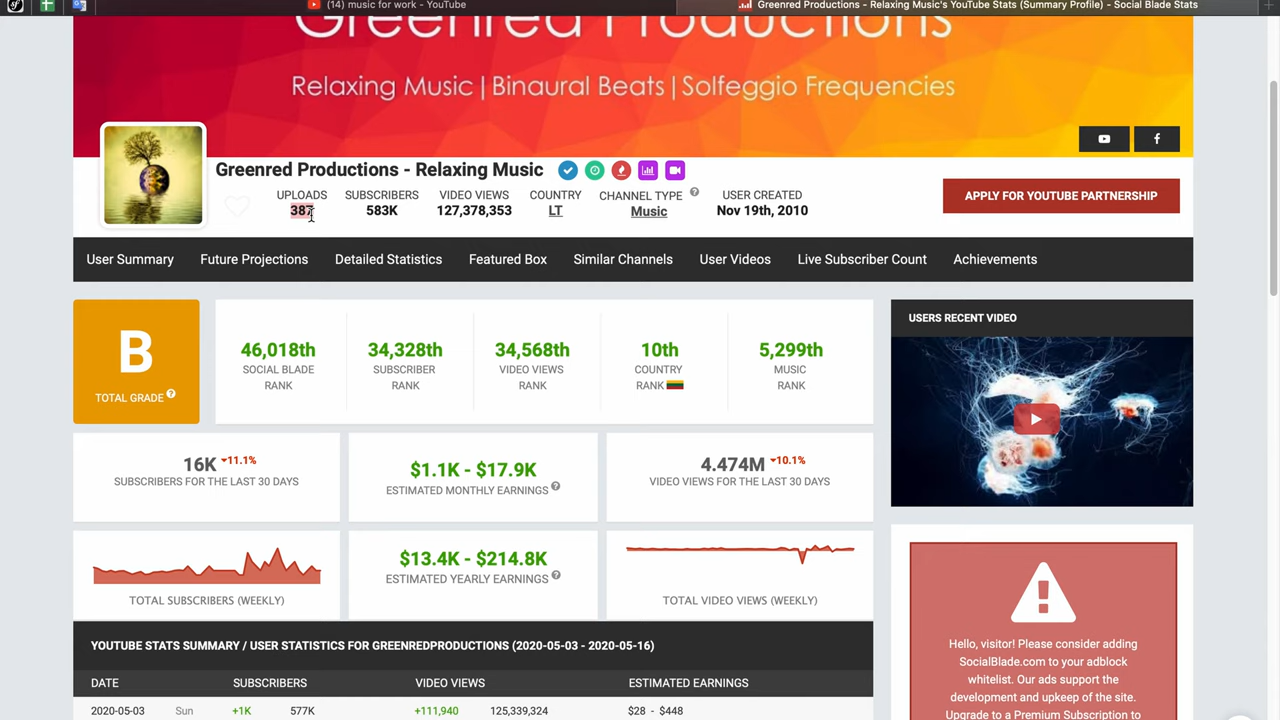 (14) music for work - YouTube
Greenred Productions - Relaxing Music's YouTube Stats (Summary Profile) - Social Blade Stats
Greenred Productions
Relaxing Music | Binaural Beats | Solfeggio Frequencies
Greenred Productions - Relaxing Music
UPLOADS SUBSCRIBERS VIDEO VIEWS COUNTRY CHANNEL TYPE ? USER CREATED
387 583K 127,378,353 LT Music Nov 19th, 2010
APPLY FOR YOUTUBE PARTNERSHIP
User Summary Future Projections Detailed Statistics Featured Box Similar Channels User Videos Live Subscriber Count Achievements
B
TOTAL GRADE ?
46,018th
SOCIAL BLADE
RANK
34,328th
SUBSCRIBER
RANK
34,568th
VIDEO VIEWS
RANK
10th
COUNTRY
RANK
5,299th
MUSIC
RANK
USERS RECENT VIDEO
16K 11.1%
SUBSCRIBERS FOR THE LAST 30 DAYS
$1.1K - $17.9K
ESTIMATED MONTHLY EARNINGS ?
4.474M 10.1%
VIDEO VIEWS FOR THE LAST 30 DAYS
TOTAL SUBSCRIBERS (WEEKLY)
$13.4K - $214.8K
ESTIMATED YEARLY EARNINGS ?
TOTAL VIDEO VIEWS (WEEKLY)
Hello, visitor! Please consider adding
SocialBlade.com to your adblock
whitelist. Our ads support the
development and upkeep of the site.
Upgrade to a Premium Subscription to
YOUTUBE STATS SUMMARY / USER STATISTICS FOR GREENREDPRODUCTIONS (2020-05-03 - 2020-05-16)
DATE SUBSCRIBERS VIDEO VIEWS ESTIMATED EARNINGS
2020-05-03 Sun +1K 577K +111,940 125,339,324 $28 - $448